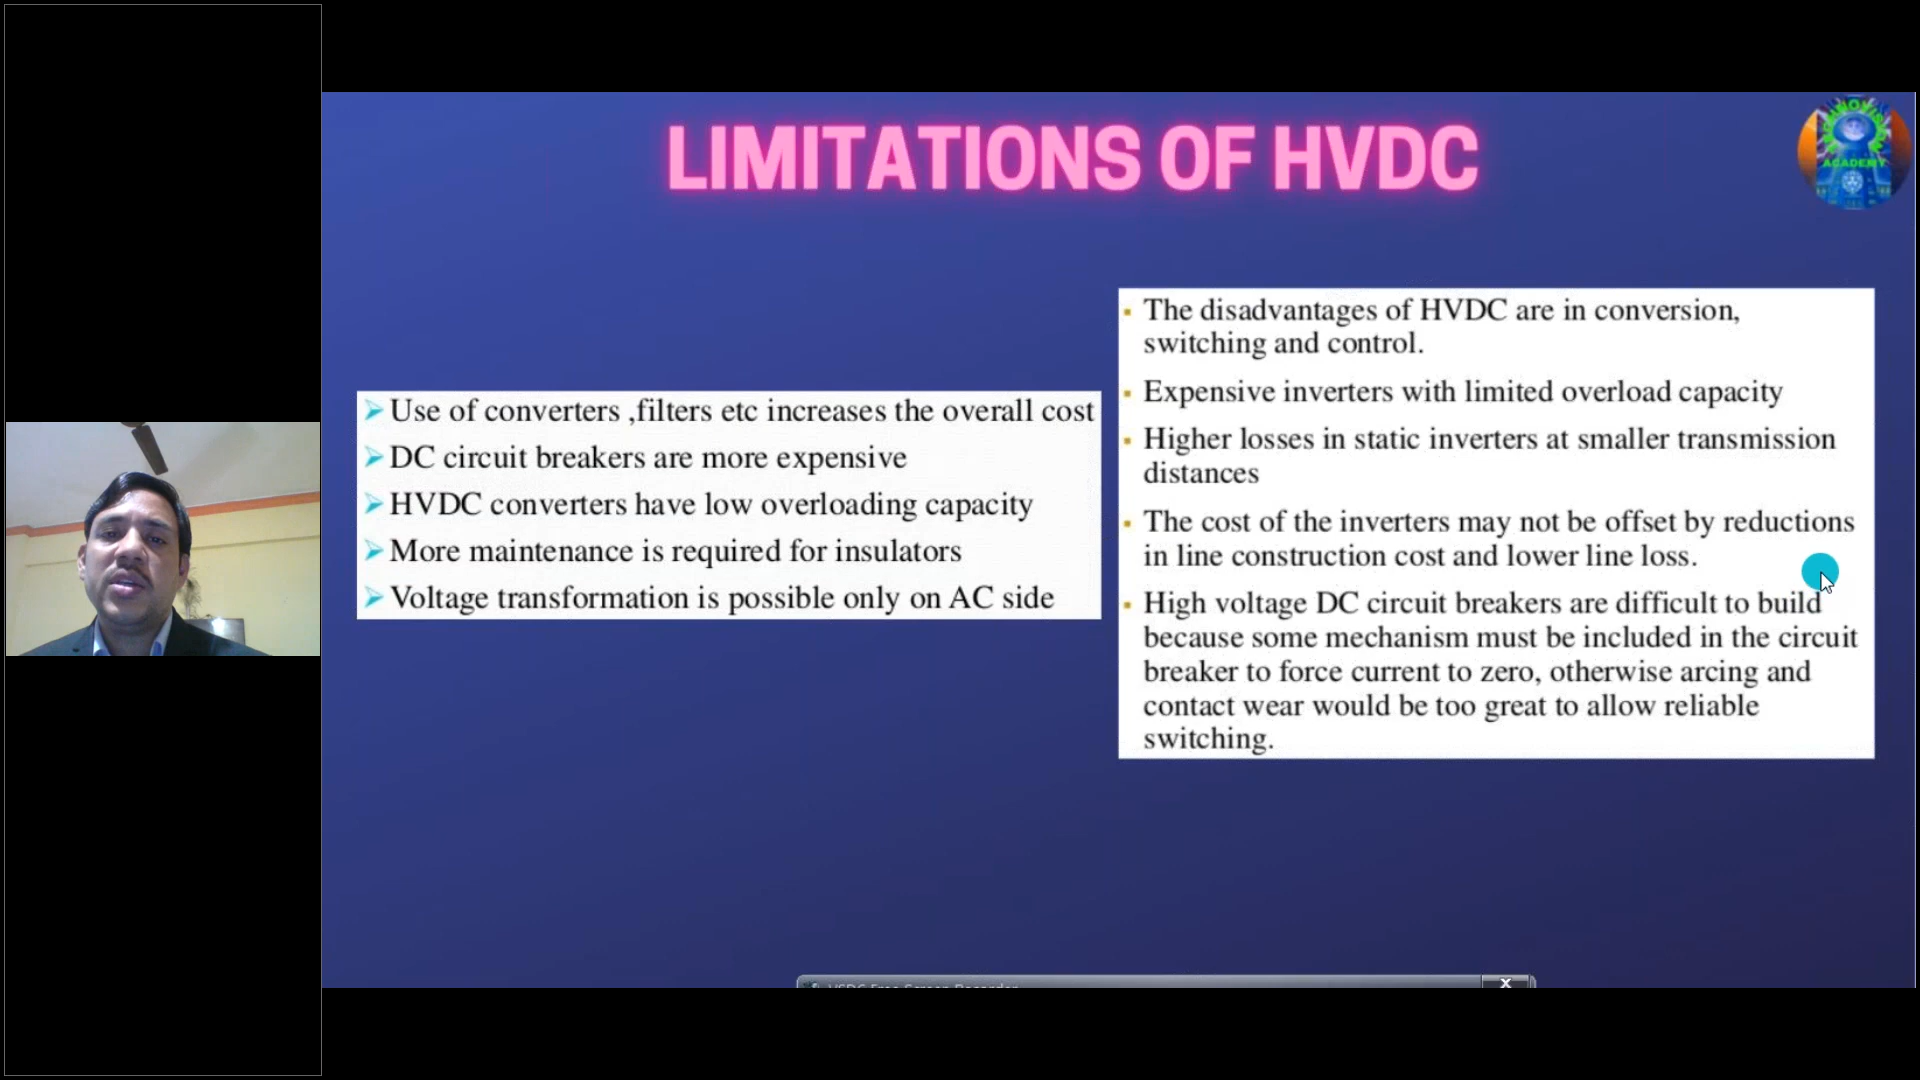 LIMITATIONS OF HVDC
ACADEMY
Use of converters ,filters etc increases the overall cost
DC circuit breakers are more expensive
HVDC converters have low overloading capacity
More maintenance is required for insulators
Voltage transformation is possible only on AC side
The disadvantages of HVDC are in conversion,
switching and control.
Expensive inverters with limited overload capacity
Higher losses in static inverters at smaller transmission
distances
The cost of the inverters may not be offset by reductions
in line construction cost and lower line loss.
High voltage DC circuit breakers are difficult to build
because some mechanism must be included in the circuit
breaker to force current to zero, otherwise arcing and
contact wear would be too great to allow reliable
switching.
VSDC Free Screen Recorder